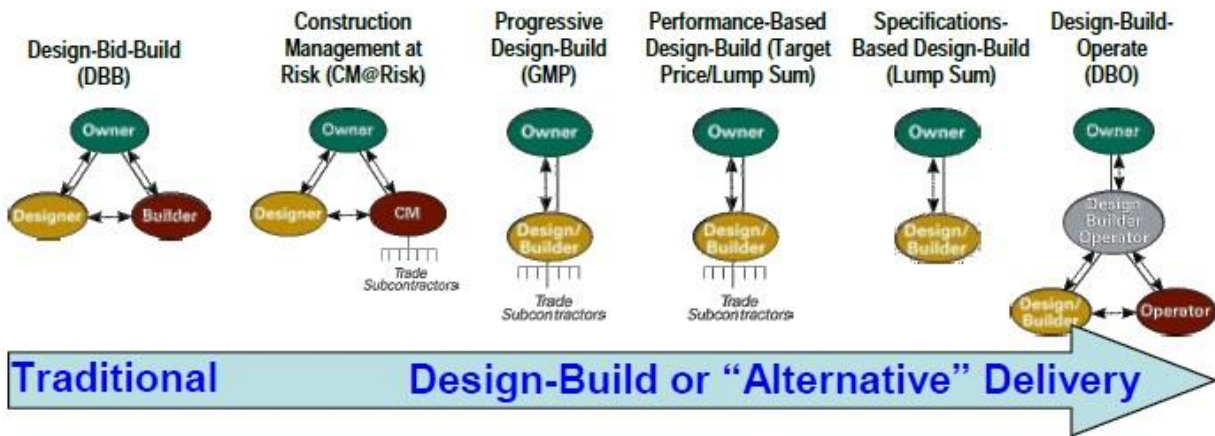 Design-Bid-Build
(DBB)
Owner
Designer
Builder
Construction
Management at
Risk (CM@Risk)
Owner
Designer
CM
Trade
Subcontractors
Progressive
Design-Build
(GMP)
Owner
Design/
Builder
Trade
Subcontractors
Performance-Based
Design-Build (Target
Price/Lump Sum)
Owner
Design/
Builder
Trade
Subcontractors
Specifications-
Based Design-Build
(Lump Sum)
Owner
Design/
Builder
Design-Build-
Operate
(DBO)
Owner
Design
Builder
Operator
Design/
Builder
Operator
Traditional
Design-Build or “Alternative” Delivery